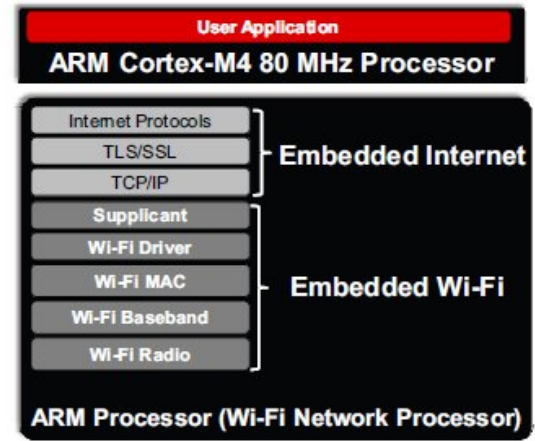 User Application
ARM Cortex-M4 80 MHz Processor
Internet Protocols
TLS/SSL
TCP/IP
Embedded Internet
Supplicant
Wi-Fi Driver
Wi-Fi MAC
Wi-Fi Baseband
Wi-Fi Radio
Embedded Wi-Fi
ARM Processor (Wi-Fi Network Processor)